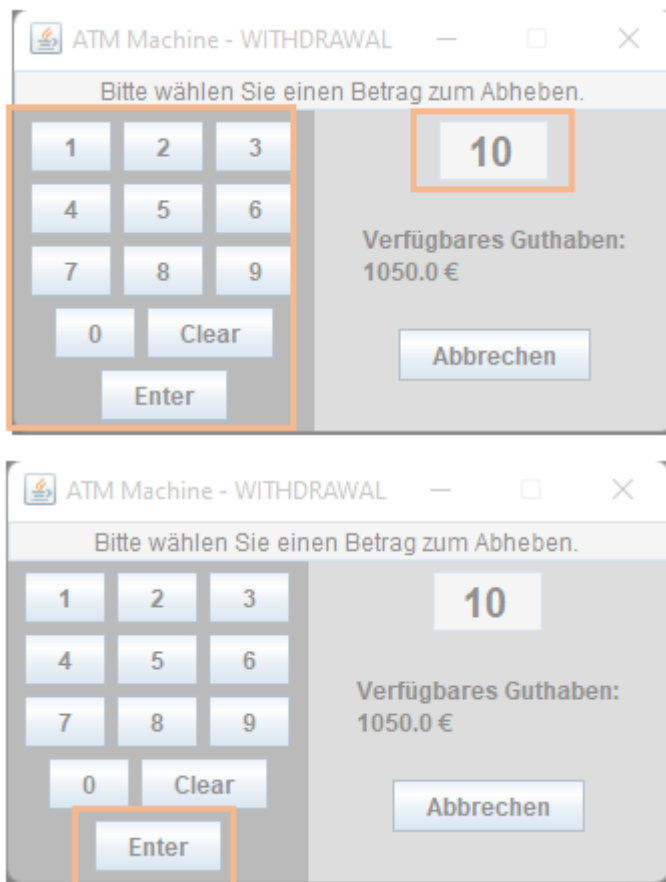 ATM Machine - WITHDRAWAL
Bitte wählen Sie einen Betrag zum Abheben.
1 2 3
4 5 6
7 8 9
0 Clear
Enter
10
Verfügbares Guthaben:
1050.0 €
Abbrechen
ATM Machine - WITHDRAWAL
Bitte wählen Sie einen Betrag zum Abheben.
1 2 3
4 5 6
7 8 9
0 Clear
Enter
10
Verfügbares Guthaben:
1050.0 €
Abbrechen